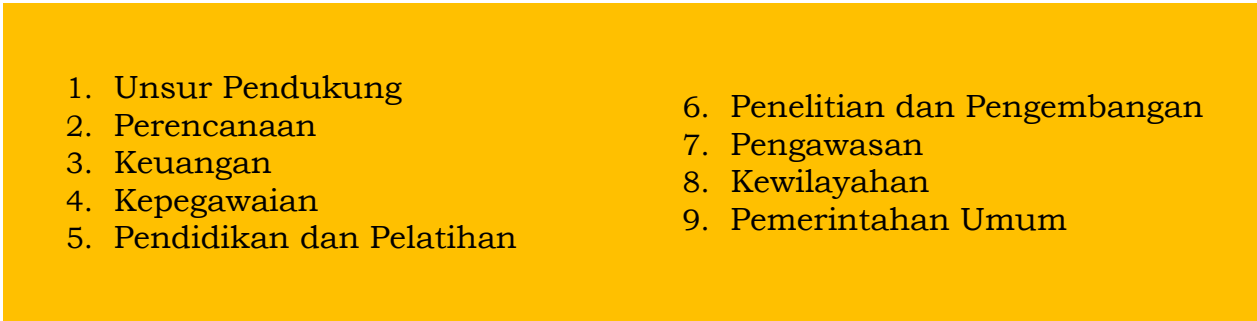 1. Unsur Pendukung
2. Perencanaan
3. Keuangan
4. Kepegawaian
5. Pendidikan dan Pelatihan
6. Penelitian dan Pengembangan
7. Pengawasan
8. Kewilayahan
9. Pemerintahan Umum